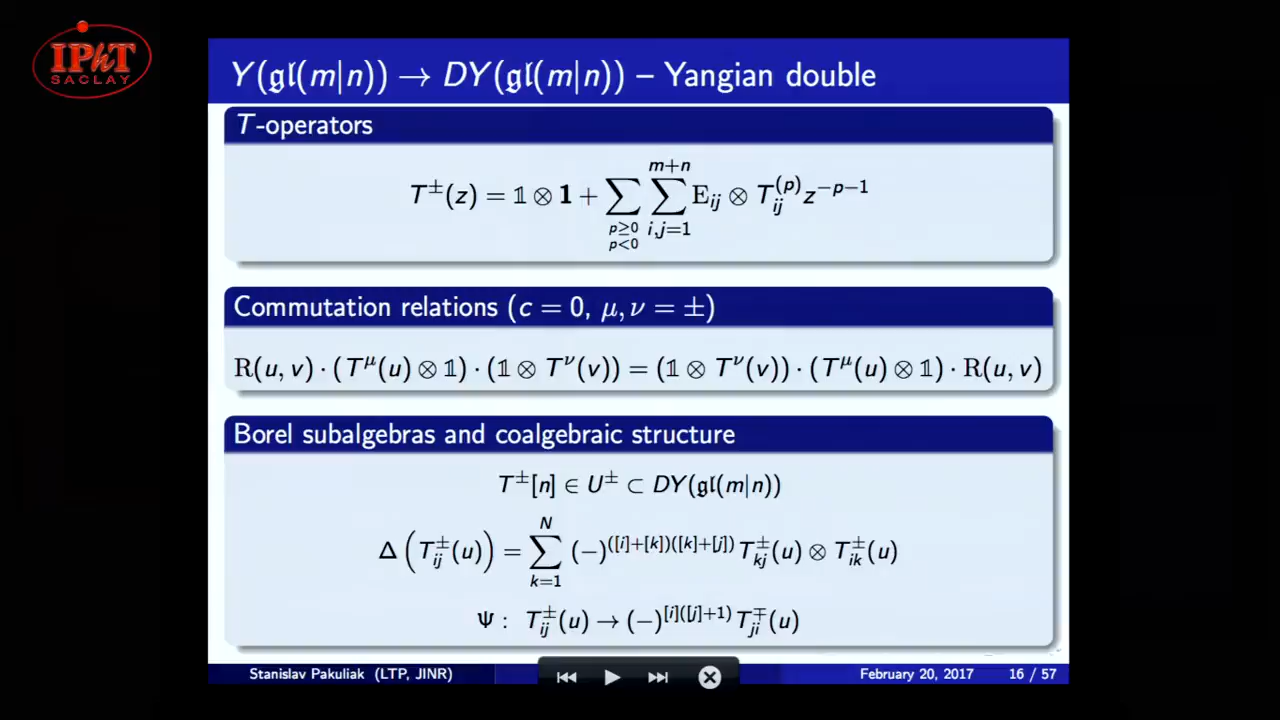 IPhT
SACLAY
Y(𝔤𝔩(m|n)) → DY(𝔤𝔩(m|n)) – Yangian double
T-operators
T^±(z) = 𝟙 ⊗ 𝟏 + ∑_{p≥0 p<0} ∑_{i,j=1}^{m+n} E_{ij} ⊗ T_{ij}^{(p)} z^{−p−1}
Commutation relations (c = 0, μ, ν = ±)
R(u, v) · (T^μ(u) ⊗ 𝟙) · (𝟙 ⊗ T^ν(v)) = (𝟙 ⊗ T^ν(v)) · (T^μ(u) ⊗ 𝟙) · R(u, v)
Borel subalgebras and coalgebraic structure
T^±[n] ∈ U^± ⊂ DY(𝔤𝔩(m|n))
Δ (T_{ij}^±(u)) = ∑_{k=1}^{N} (−)^{([i]+[k])([k]+[j])} T_{kj}^±(u) ⊗ T_{ik}^±(u)
Ψ : T_{ij}^±(u) → (−)^{[i]([j]+1)} T_{ji}^∓(u)
Stanislav Pakuliak (LTP, JINR) February 20, 2017 16 / 57